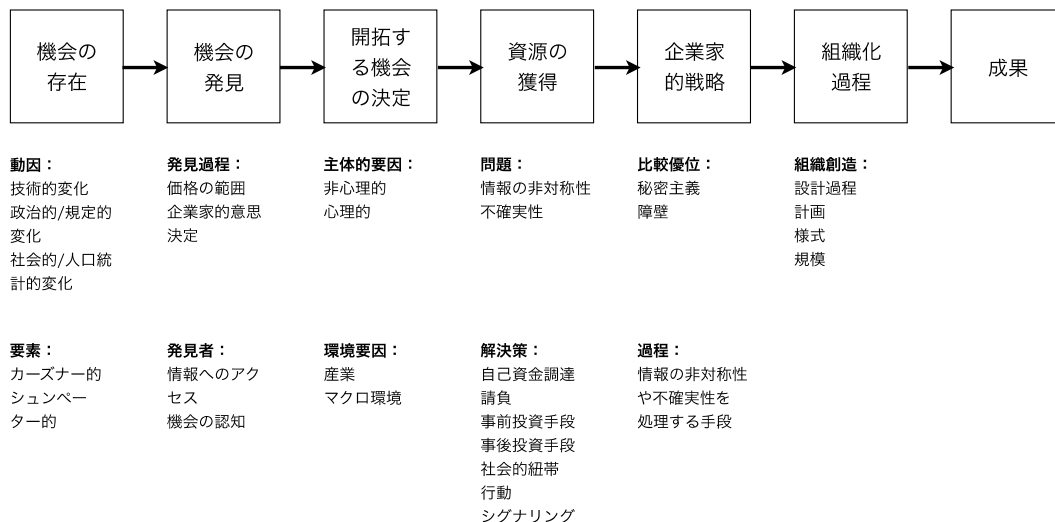 機会の
存在
機会の
発見
開拓す
る機会
の決定
資源の
獲得
企業家
的戦略
組織化
過程
成果
動因：
技術的変化
政治的/規定的
変化
社会的/人口統
計的変化
発見過程：
価格の範囲
企業家的意思
決定
主体的要因：
非心理的
心理的
問題：
情報の非対称性
不確実性
比較優位：
秘密主義
障壁
組織創造：
設計過程
計画
様式
規模
要素：
カーズナー的
シュンペー
ター的
発見者：
情報へのアク
セス
機会の認知
環境要因：
産業
マクロ環境
解決策：
自己資金調達
請負
事前投資手段
事後投資手段
社会的紐帯
行動
シグナリング
過程：
情報の非対称性
や不確実性を
処理する手段